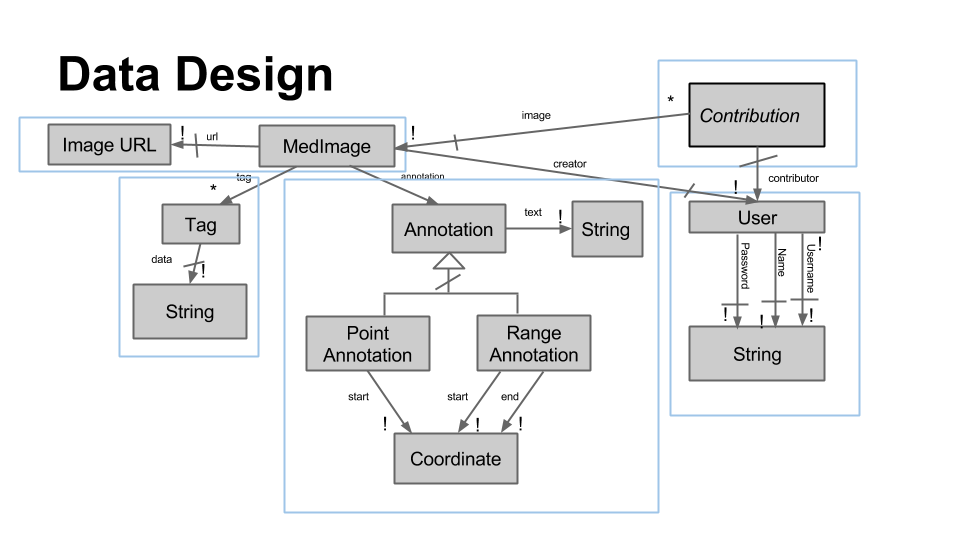 Data Design
*
Contribution
image
!
Image URL
!
url
MedImage
creator
contributor
!
tag
*
annotation
Tag
Annotation
text
!
String
User
data
!
Password
Name
Username
!
String
Point
Annotation
Range
Annotation
!
!
!
String
start
start
end
!
!
!
Coordinate